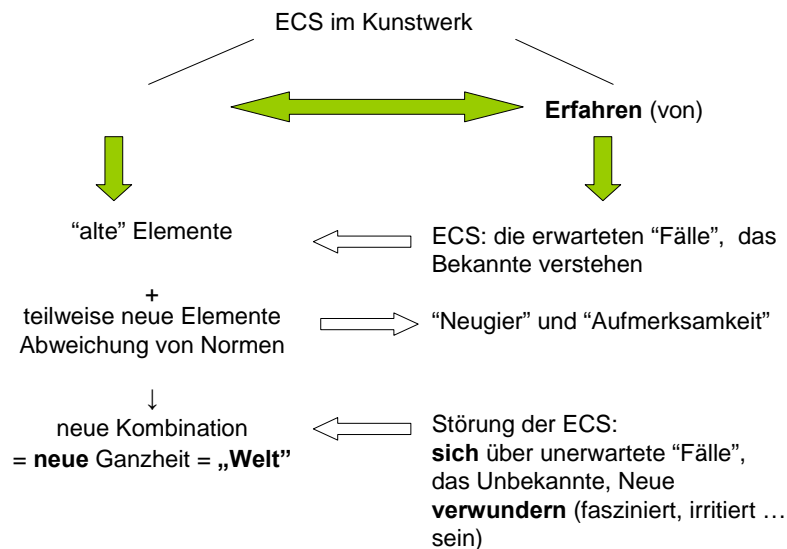 ECS im Kunstwerk
Erfahren (von)
“alte” Elemente
ECS: die erwarteten “Fälle”, das
Bekannte verstehen
+
teilweise neue Elemente
Abweichung von Normen
“Neugier” und “Aufmerksamkeit”
↓
neue Kombination
= neue Ganzheit = „Welt”
Störung der ECS:
sich über unerwartete “Fälle”,
das Unbekannte, Neue
verwundern (fasziniert, irritiert …
sein)